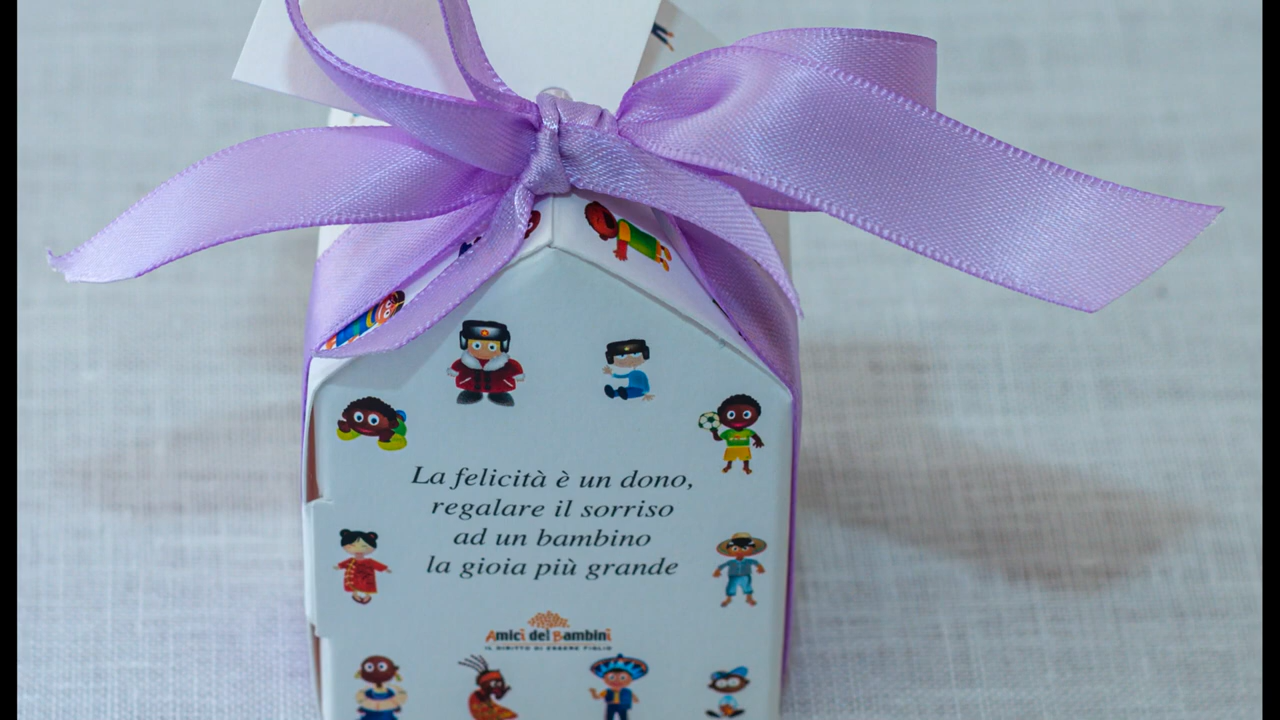 La felicità è un dono,
regalare il sorriso
ad un bambino
la gioia più grande
Amici dei Bambini
IL DIRITTO DI ESSERE FIGLIO